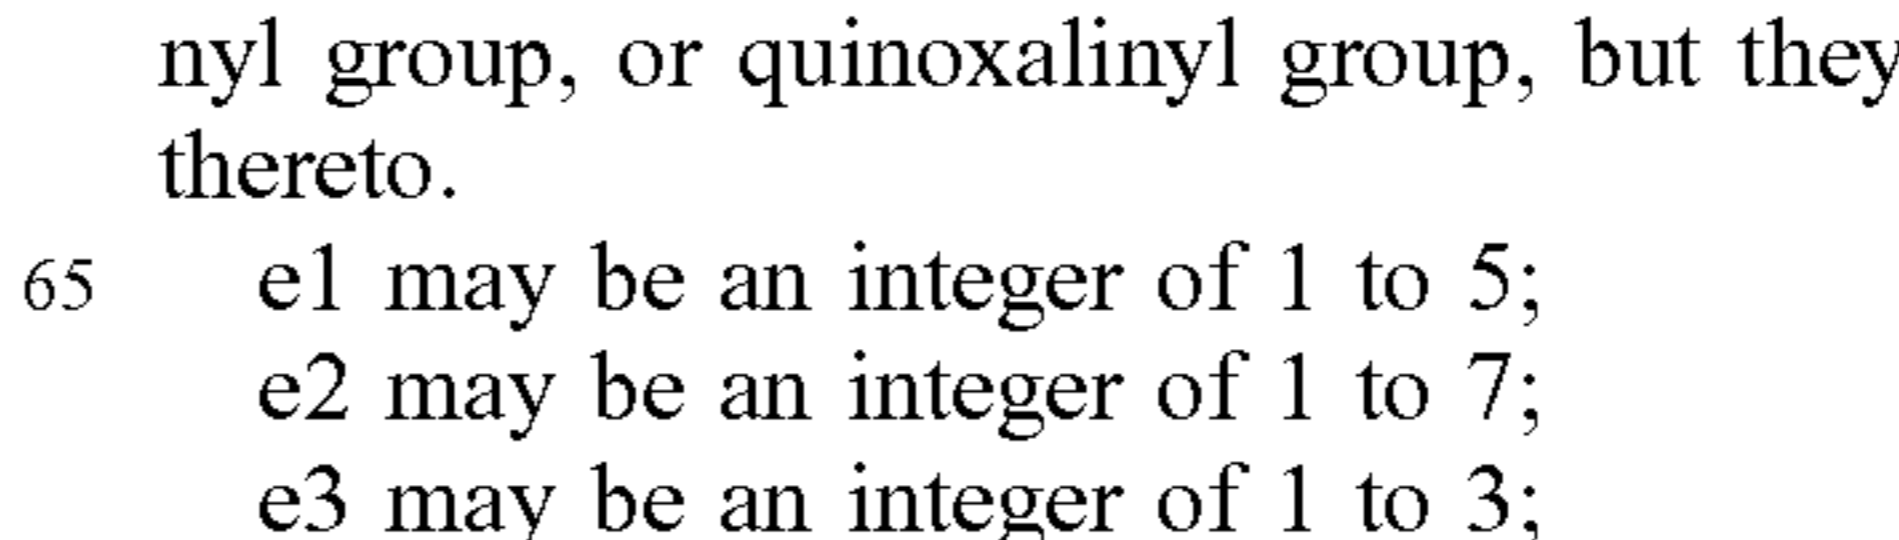 nyl group, or quinoxalinyl group, but they
thereto.
65 e1 may be an integer of 1 to 5;
e2 may be an integer of 1 to 7;
e3 may be an integer of 1 to 3;